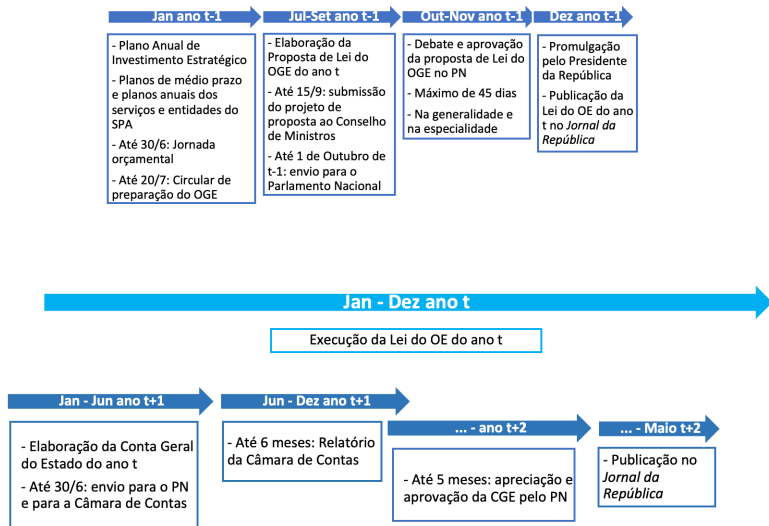 Jan ano t-1
- Plano Anual de
Investimento Estratégico
- Planos de médio prazo
e planos anuais dos
serviços e entidades do
SPA
- Até 30/6: Jornada
orçamental
- Até 20/7: Circular de
preparação do OGE
Jul-Set ano t-1
- Elaboração da
Proposta de Lei do
OGE do ano t
- Até 15/9: submissão
do projeto de
proposta ao Conselho
de Ministros
- Até 1 de Outubro de
t-1: envio para o
Parlamento Nacional
Out-Nov ano t-1
- Debate e aprovação
da proposta de Lei do
OGE no PN
- Máximo de 45 dias
- Na generalidade e
na especialidade
Dez ano t-1
- Promulgação
pelo Presidente
da República
- Publicação da
Lei do OE do ano
t no Jornal da
República
Jan - Dez ano t
Execução da Lei do OE do ano t
Jan - Jun ano t+1
- Elaboração da Conta Geral
do Estado do ano t
- Até 30/6: envio para o PN
e para a Câmara de Contas
Jun - Dez ano t+1
- Até 6 meses: Relatório
da Câmara de Contas
... - ano t+2
- Até 5 meses: apreciação e
aprovação da CGE pelo PN
... - Maio t+2
- Publicação no
Jornal da
República